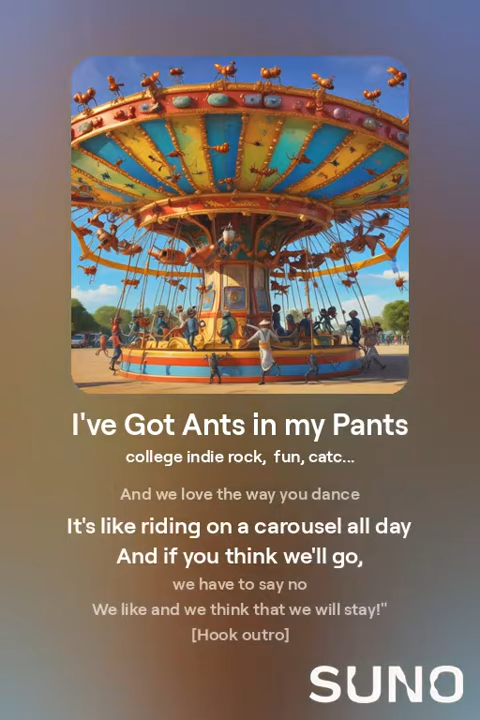 I've Got Ants in my Pants
college indie rock, fun, catc...
And we love the way you dance
It's like riding on a carousel all day
And if you think we'll go,
we have to say no
We like and we think that we will stay!"
[Hook outro]
SUNO